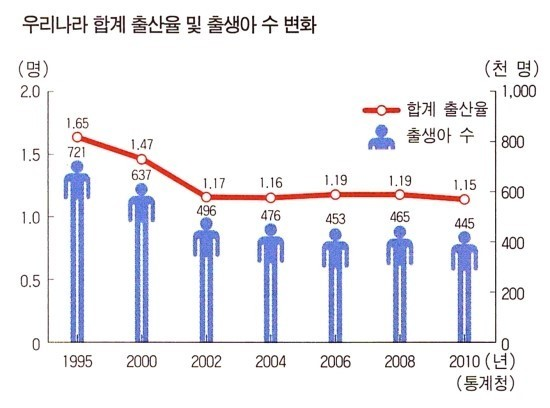 우리나라 합계 출산율 및 출생아 수 변화
(명) (천 명)
2.0 1,000
합계 출산율
출생아 수
1.65 1.47 1.17 1.16 1.19 1.19 1.15
721 637 496 476 453 465 445
1.5 800
1.0 600
0.5 400
200
0 0
1995 2000 2002 2004 2006 2008 2010 (년)
(통계청)